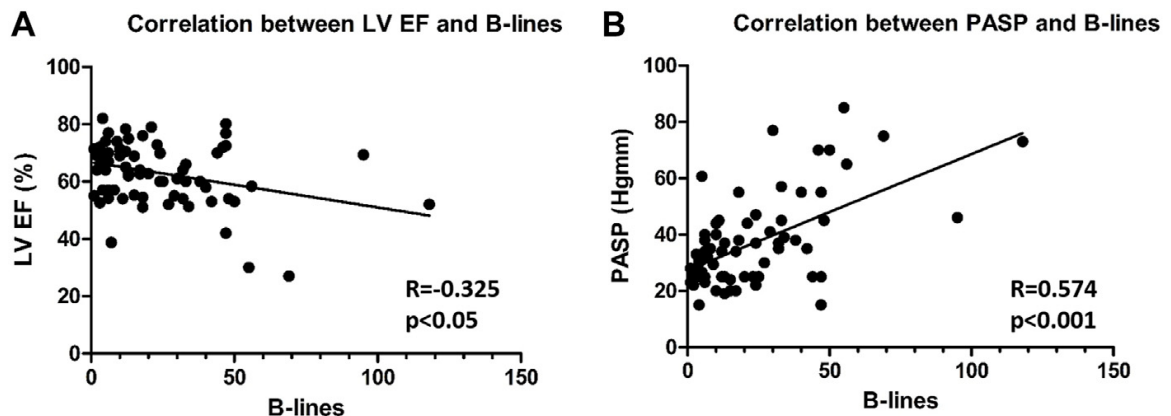 A Correlation between LV EF and B-lines
LV EF (%)
100
80
60
40
20
0
R=-0.325
p<0.05
0 50 100 150
B-lines
B Correlation between PASP and B-lines
PASP (Hgmm)
100
80
60
40
20
0
R=0.574
p<0.001
0 50 100 150
B-lines